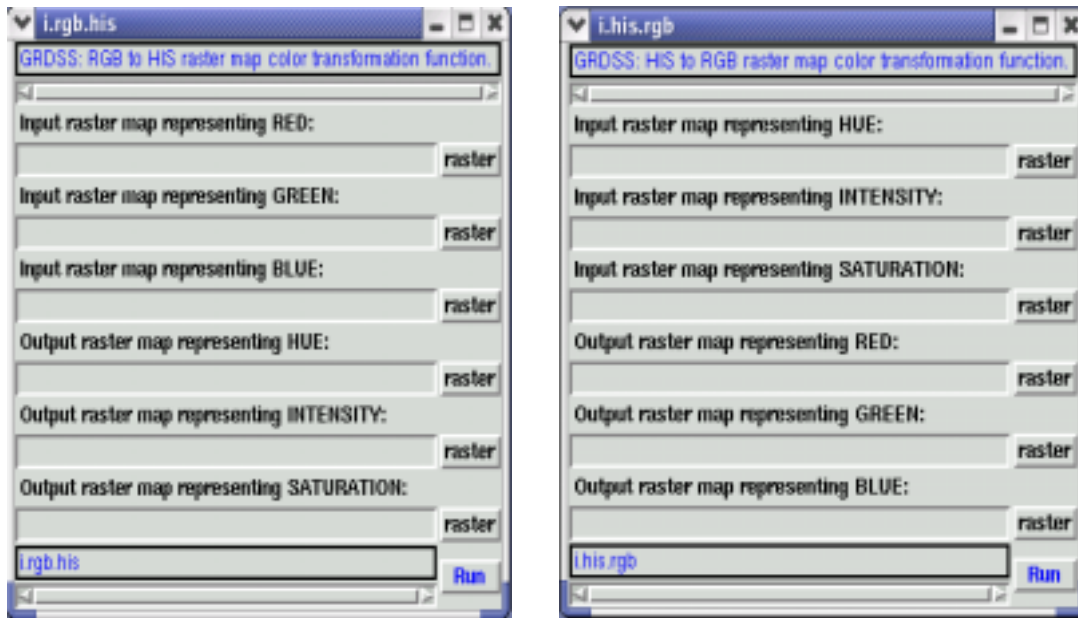 i.rgb.his
GRDSS: RGB to HIS raster map color transformation function.
Input raster map representing RED:
raster
Input raster map representing GREEN:
raster
Input raster map representing BLUE:
raster
Output raster map representing HUE:
raster
Output raster map representing INTENSITY:
raster
Output raster map representing SATURATION:
raster
i.rgb.his
Run
i.his.rgb
GRDSS: HIS to RGB raster map color transformation function.
Input raster map representing HUE:
raster
Input raster map representing INTENSITY:
raster
Input raster map representing SATURATION:
raster
Output raster map representing RED:
raster
Output raster map representing GREEN:
raster
Output raster map representing BLUE:
raster
i.his.rgb
Run